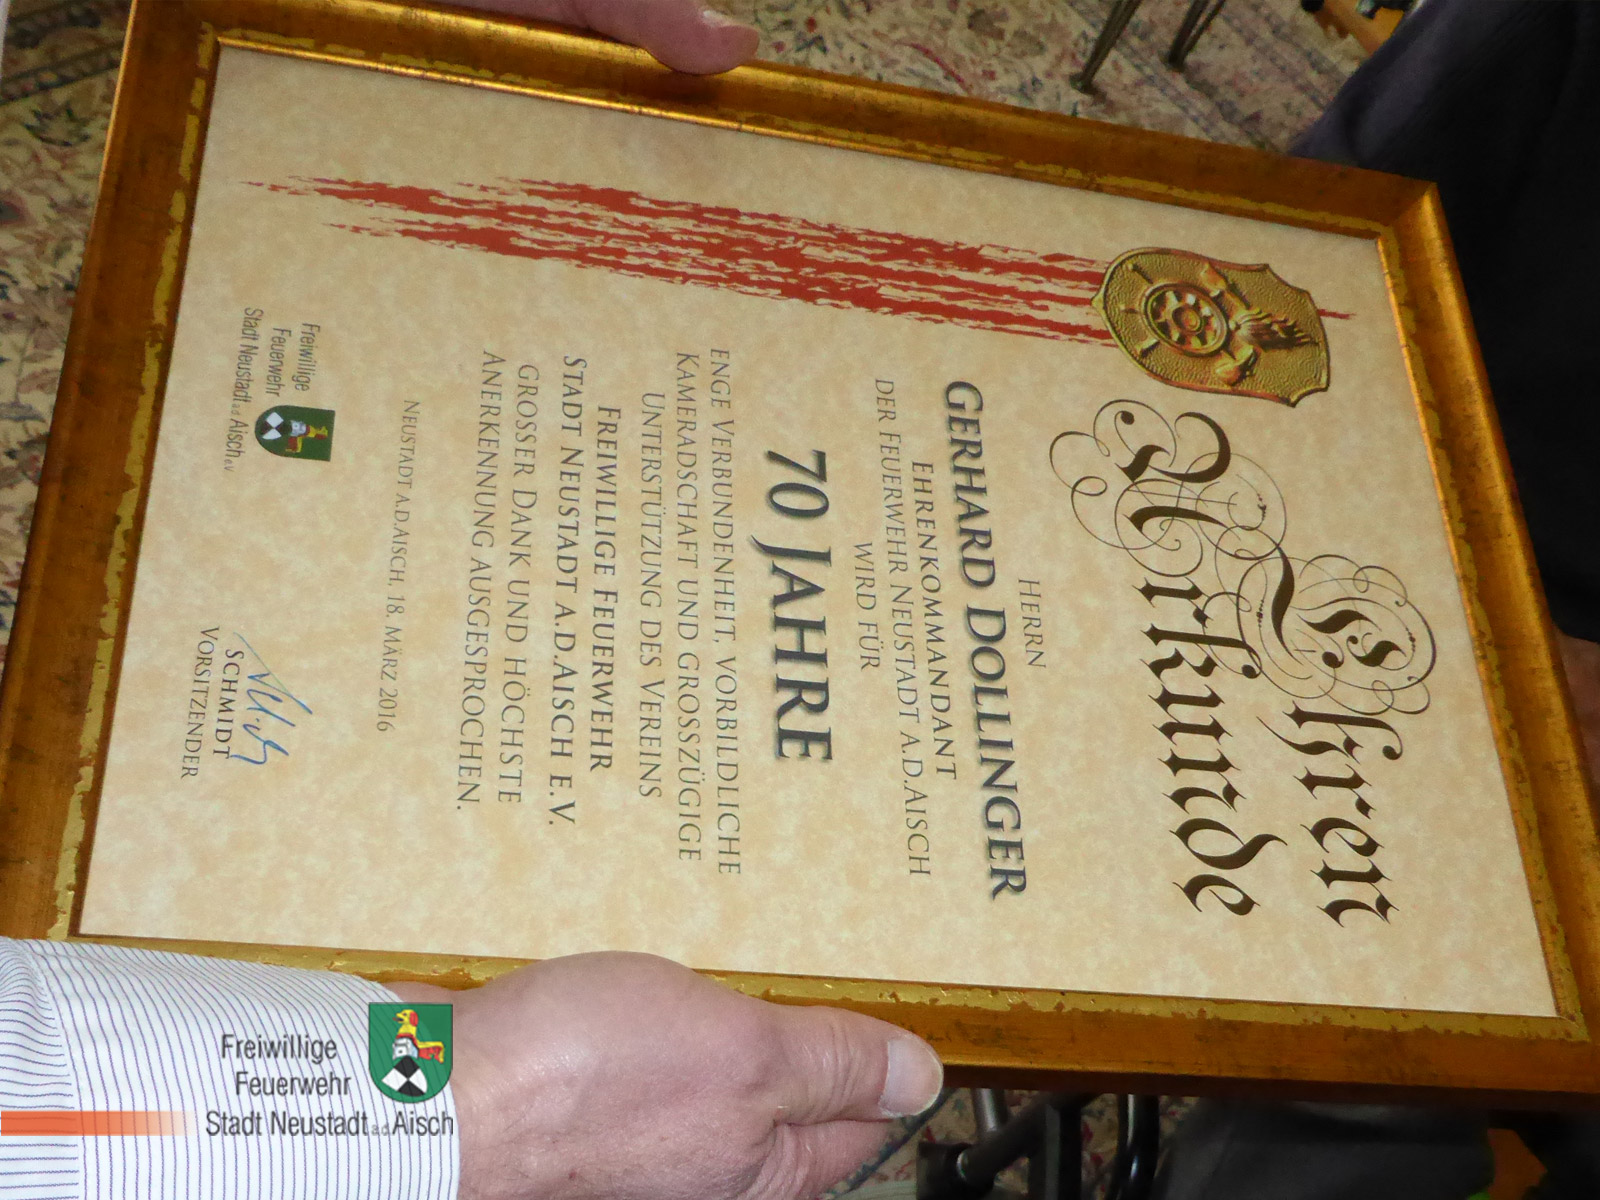 Ehren
Urkunde
HERRN
GERHARD DOLLINGER
EHRENKOMMANDANT
DER FEUERWEHR NEUSTADT A.D.AISCH
WIRD FÜR
70 JAHRE
ENGE VERBUNDENHEIT, VORBILDLICHE
KAMERADSCHAFT UND GROSSZÜGIGE
UNTERSTÜTZUNG DES VEREINS
FREIWILLIGE FEUERWEHR
STADT NEUSTADT A.D.AISCH E.V.
GROSSER DANK UND HÖCHSTE
ANERKENNUNG AUSGESPROCHEN.
NEUSTADT A.D.AISCH, 18. MÄRZ 2016
Freiwillige
Feuerwehr
Stadt Neustadt a.d. Aisch e.V.
SCHMIDT
VORSITZENDER
Freiwillige
Feuerwehr
Stadt Neustadt a.d. Aisch